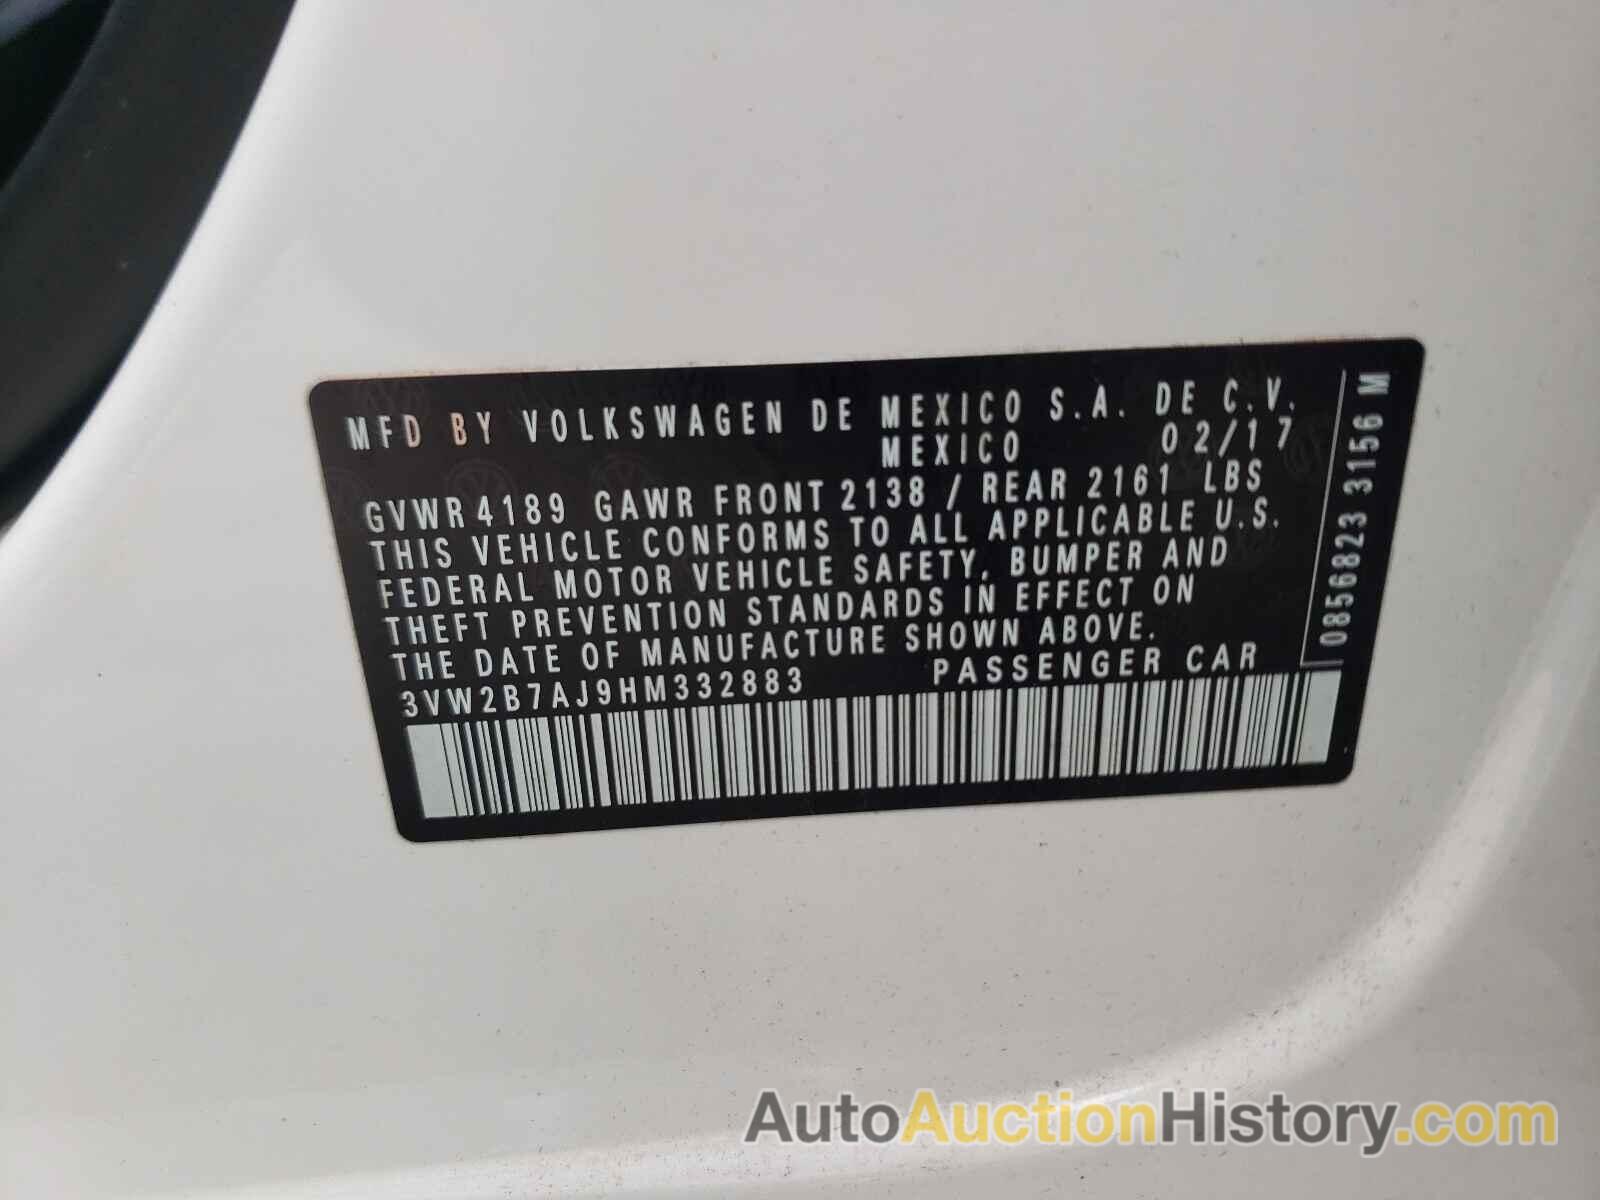 MFD BY VOLKSWAGEN DE MEXICO S.A. DE C.V.
MEXICO 02/17
GVWR 4189 GAWR FRONT 2138 / REAR 2161 LBS
THIS VEHICLE CONFORMS TO ALL APPLICABLE U.S.
FEDERAL MOTOR VEHICLE SAFETY, BUMPER AND
THEFT PREVENTION STANDARDS IN EFFECT ON
THE DATE OF MANUFACTURE SHOWN ABOVE.
3VW2B7AJ9HM332883 PASSENGER CAR
0856823 3156 M
AutoAuctionHistory.com